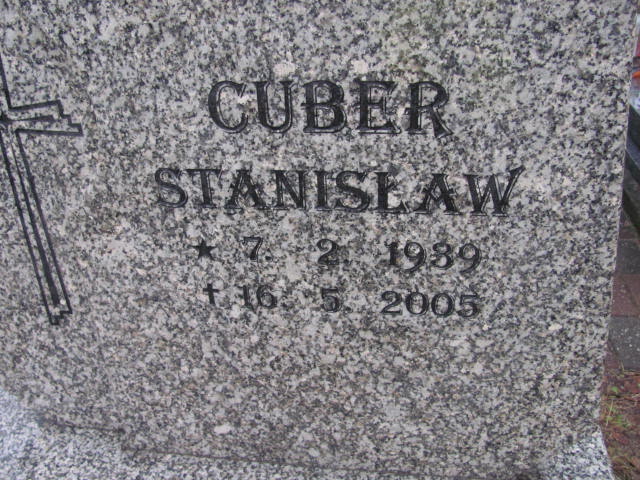 CUBER
STANISŁAW
★ 7. 2. 1939
† 16. 5. 2005